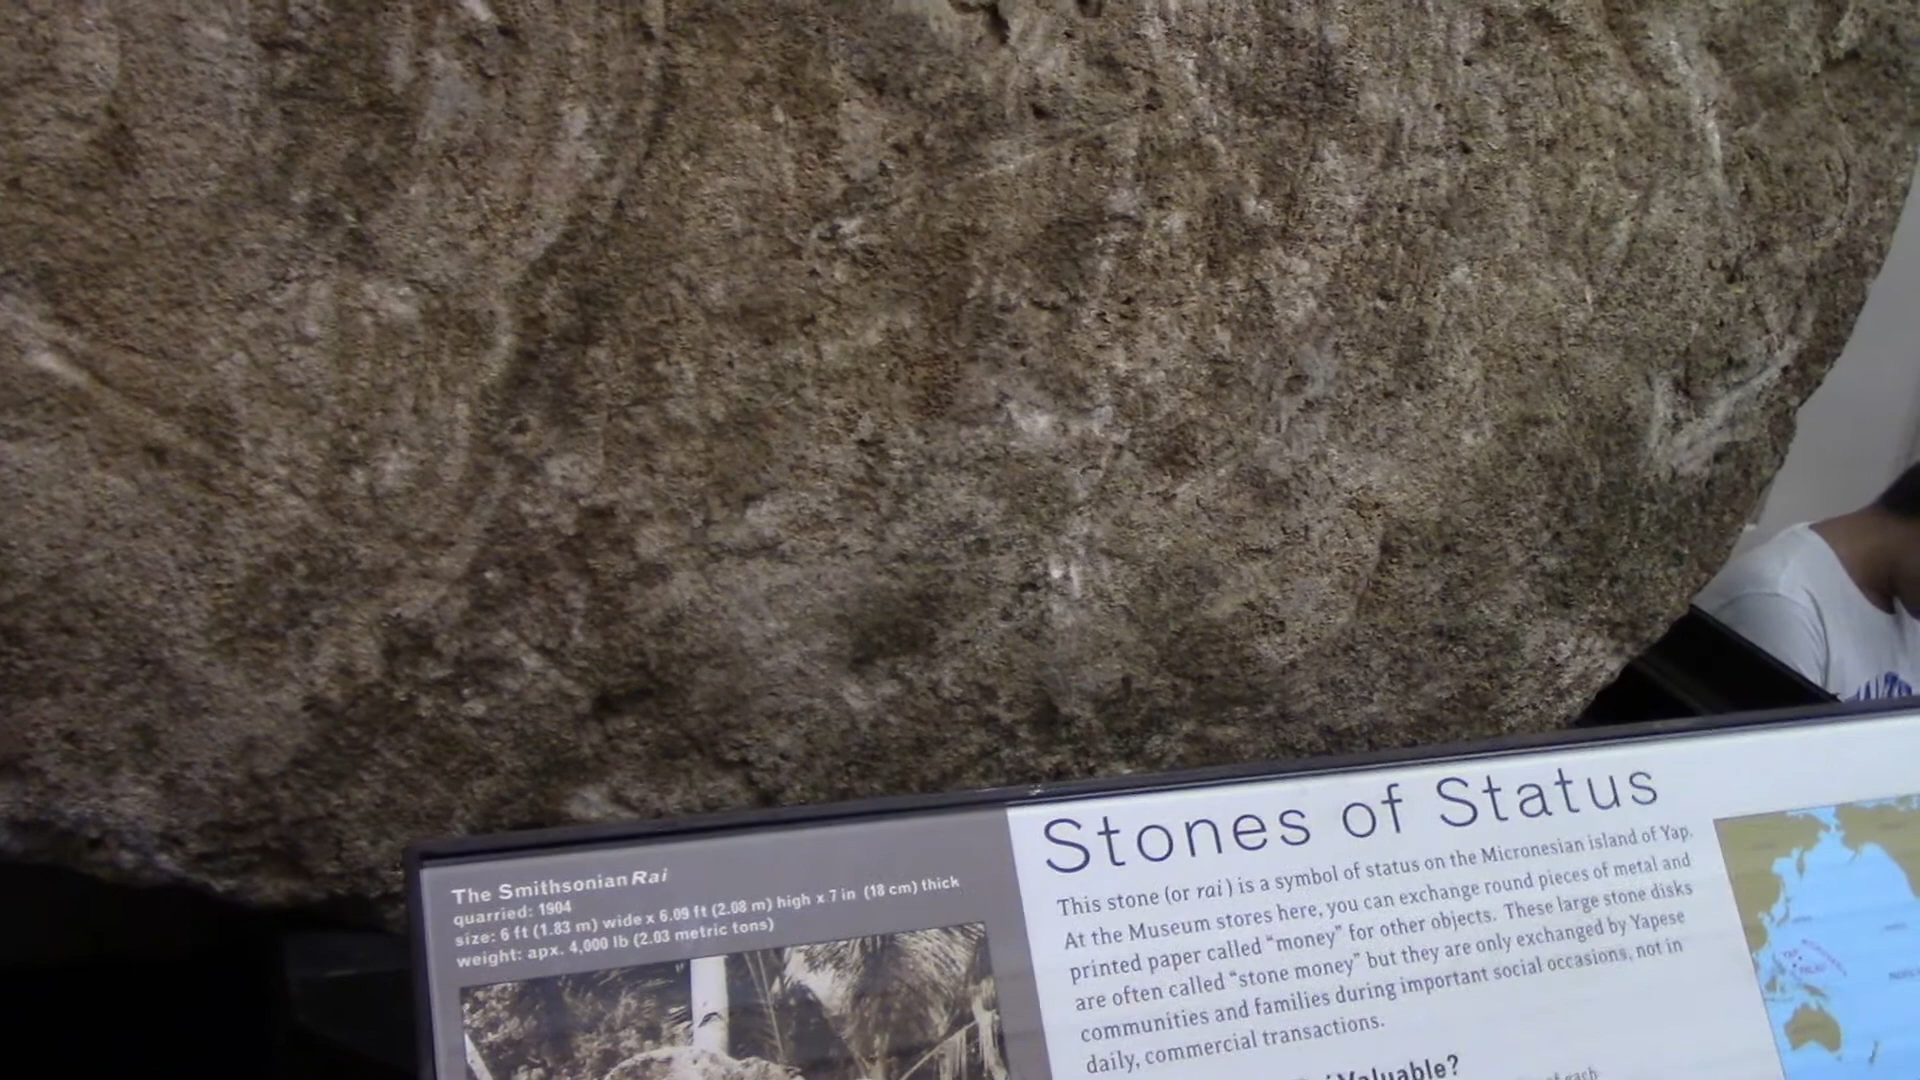 The Smithsonian Rai
quarried: 1904
size: 6 ft (1.83 m) wide x 6.09 ft (2.08 m) high x 7 in (18 cm) thick
weight: apx. 4,000 lb (2.03 metric tons)
Stones of Status
This stone (or rai) is a symbol of status on the Micronesian island of Yap.
At the Museum stores here, you can exchange round pieces of metal and
printed paper called “money” for other objects. These large stone disks
are often called “stone money” but they are only exchanged by Yapese
communities and families during important social occasions, not in
daily, commercial transactions.
Valuable?
of each